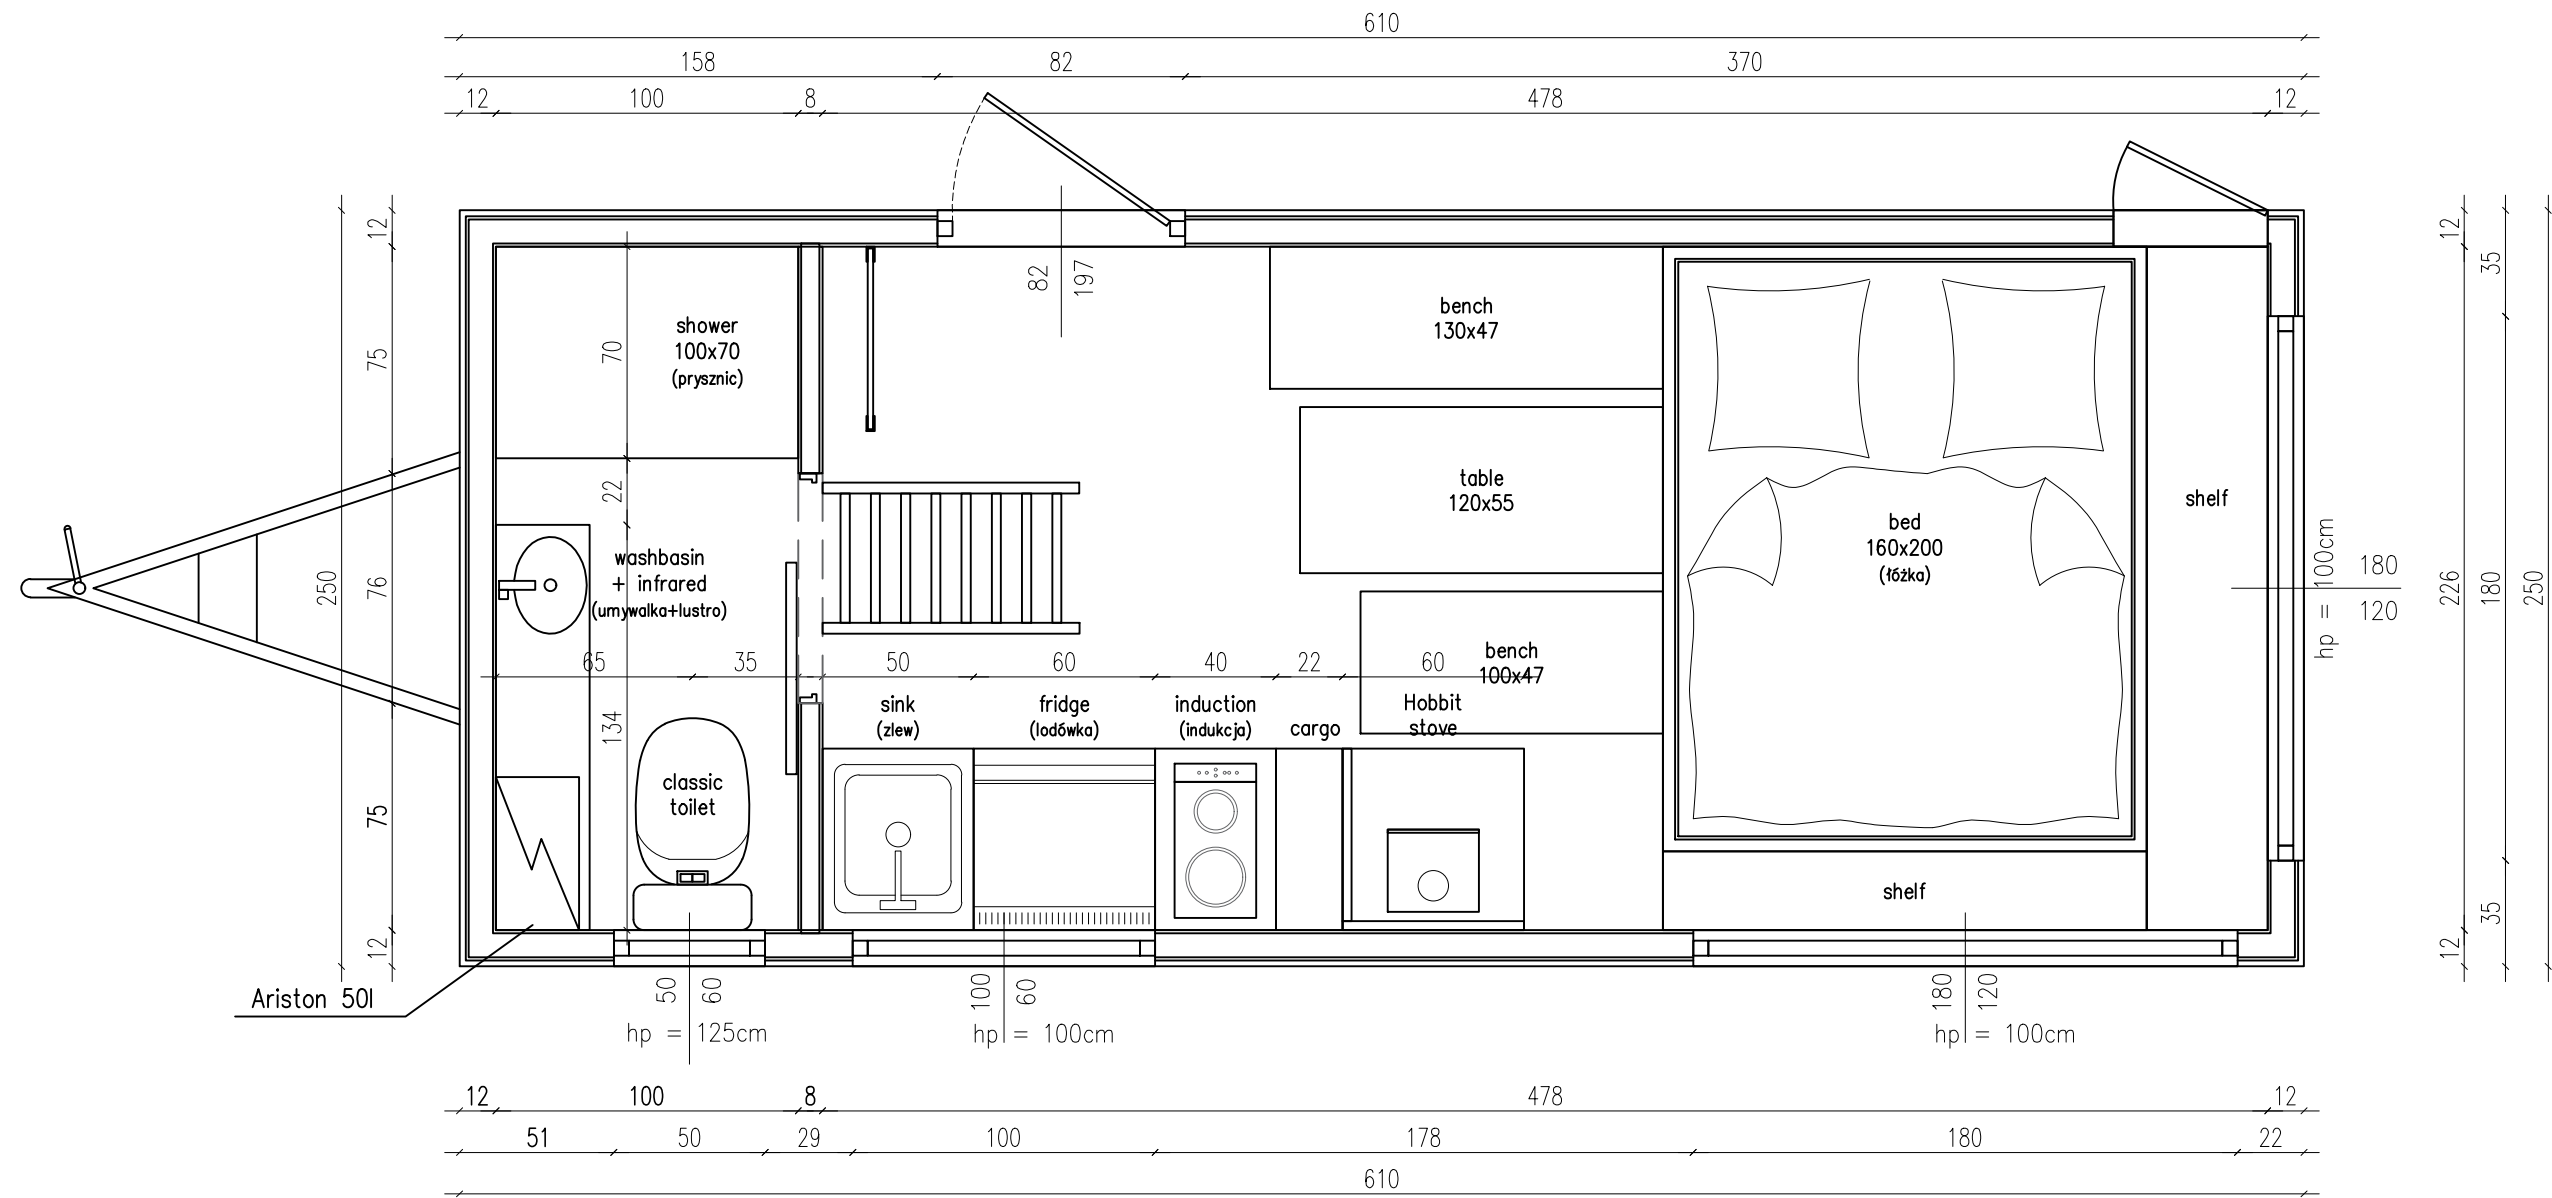 610
158 82 370
12 100 8 478 12
12
75
250
76
75
12
shower
100x70
(prysznic)
70
22
134
washbasin
+ infrared
(umywalka+lustro)
65 35 50 60 40 22 60
classic
toilet
82
197
bench
130x47
table
120x55
bench
100x47
sink
(zlew)
fridge
(lodówka)
induction
(indukcja)
cargo
Hobbit
stove
bed
160x200
(łóżka)
shelf
shelf
hp = 100cm
180
120
12
226
12
35
180
35
250
Ariston 50l
50
60
hp = 125cm
100
60
hp = 100cm
180
120
hp = 100cm
12 100 8 478 12
51 50 29 100 178 180 22
610